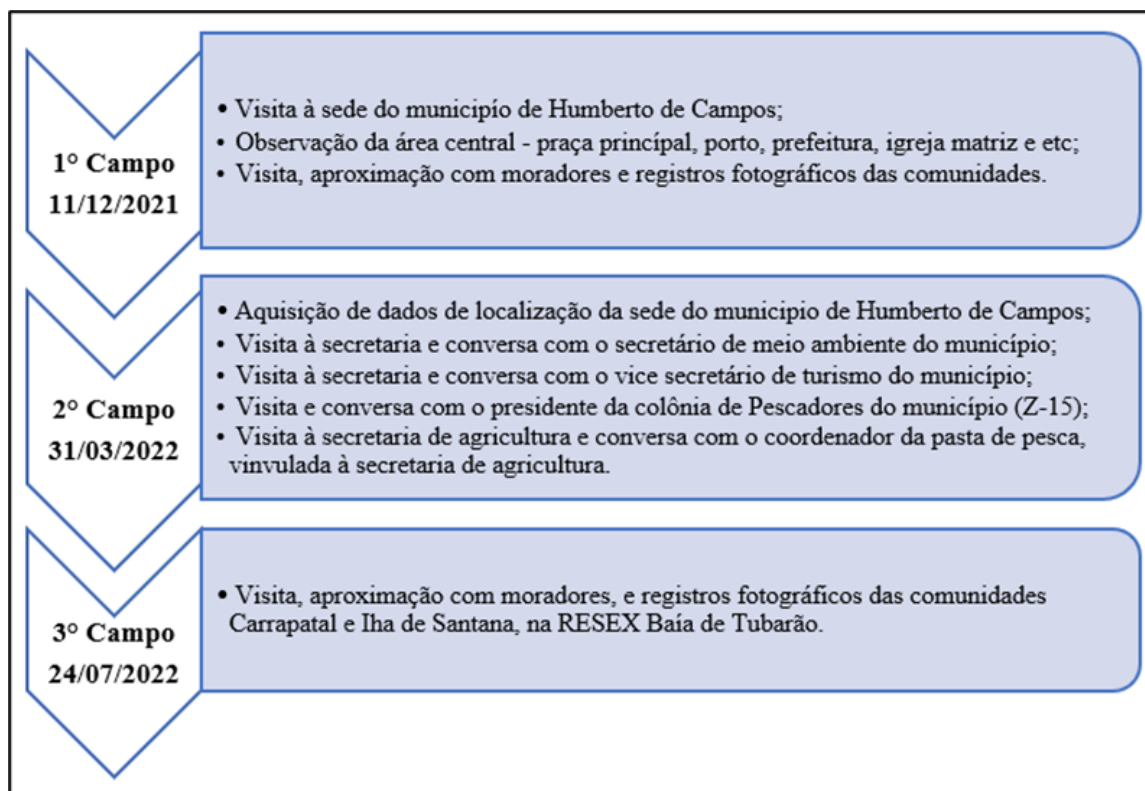 1° Campo
11/12/2021
• Visita à sede do municipío de Humberto de Campos;
• Observação da área central - praça princípal, porto, prefeitura, igreja matriz e etc;
• Visita, aproximação com moradores e registros fotográficos das comunidades.
2° Campo
31/03/2022
• Aquisição de dados de localização da sede do municipio de Humberto de Campos;
• Visita à secretaria e conversa com o secretário de meio ambiente do município;
• Visita à secretaria e conversa com o vice secretário de turismo do município;
• Visita e conversa com o presidente da colônia de Pescadores do município (Z-15);
• Visita à secretaria de agricultura e conversa com o coordenador da pasta de pesca,
vinvulada à secretaria de agricultura.
3° Campo
24/07/2022
• Visita, aproximação com moradores, e registros fotográficos das comunidades
Carrapatal e Iha de Santana, na RESEX Baía de Tubarão.